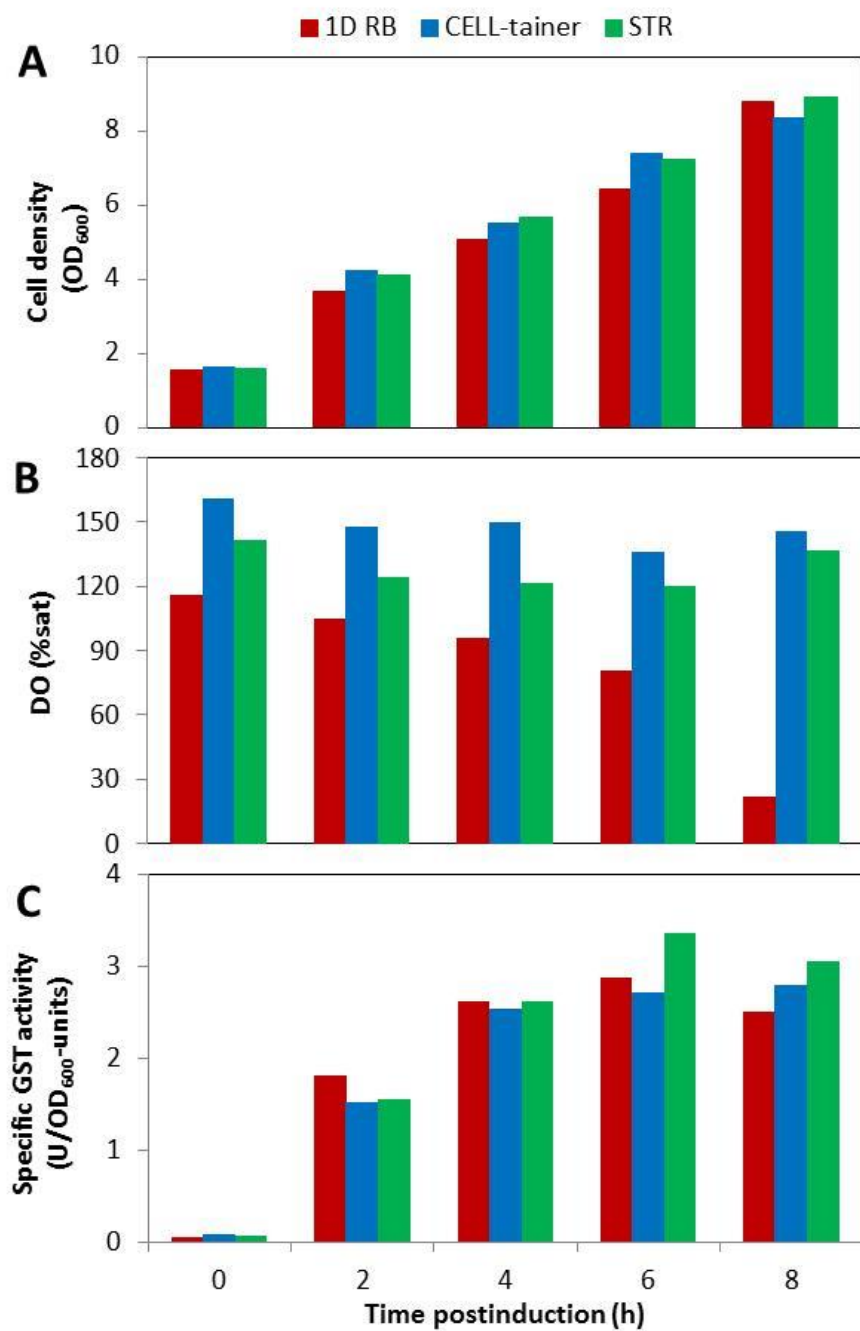 1D RB CELL-tainer STR
A
10
8
6
4
2
0
Cell density
(OD₆₀₀)
B
180
150
120
90
60
30
0
DO (%sat)
C
4
3
2
1
0
Specific GST activity
(U/OD₆₀₀-units)
0 2 4 6 8
Time postinduction (h)